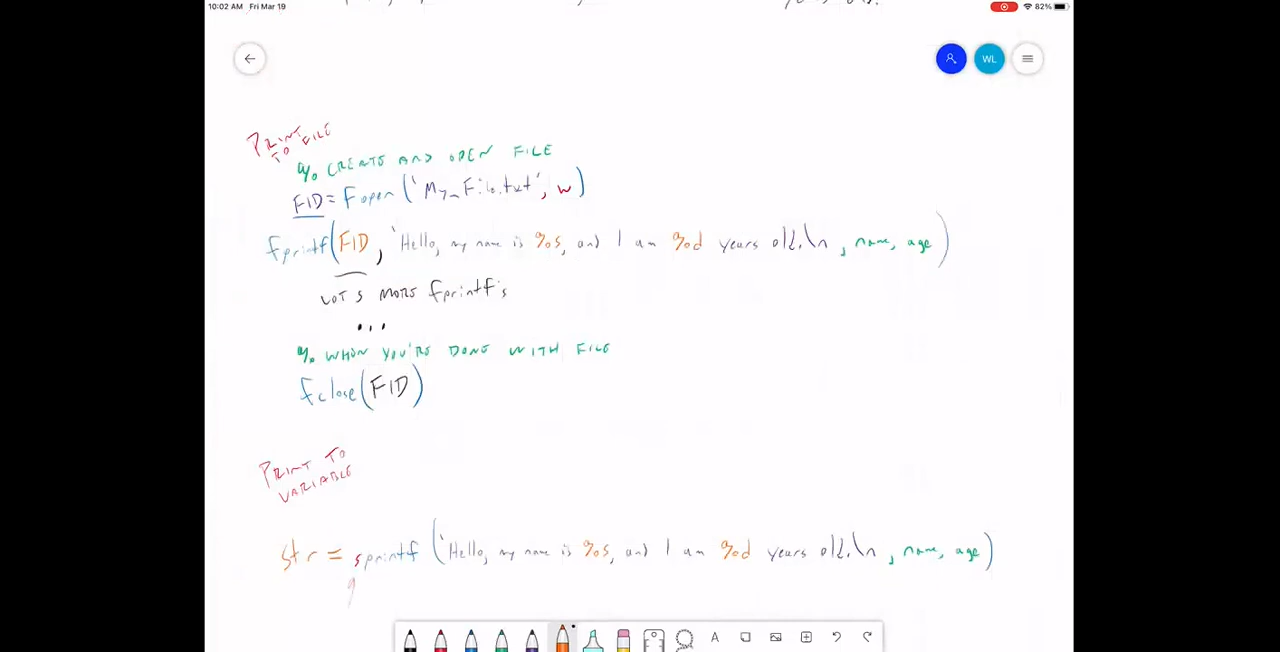 10:02 AM Fri Mar 19
82%
WL
PRINT
TO FILE
% CREATE AND OPEN FILE
FID = fopen('My_File.txt', w)
fprintf(FID, 'Hello, my name is %s, and I am %d years old.\n , name, age)
LOTS MORE fprintf's
...
% WHEN YOU'RE DONE WITH FILE
fclose(FID)
PRINT TO
VARIABLE
str = sprintf('Hello, my name is %s, and I am %d years old.\n , name, age)
A